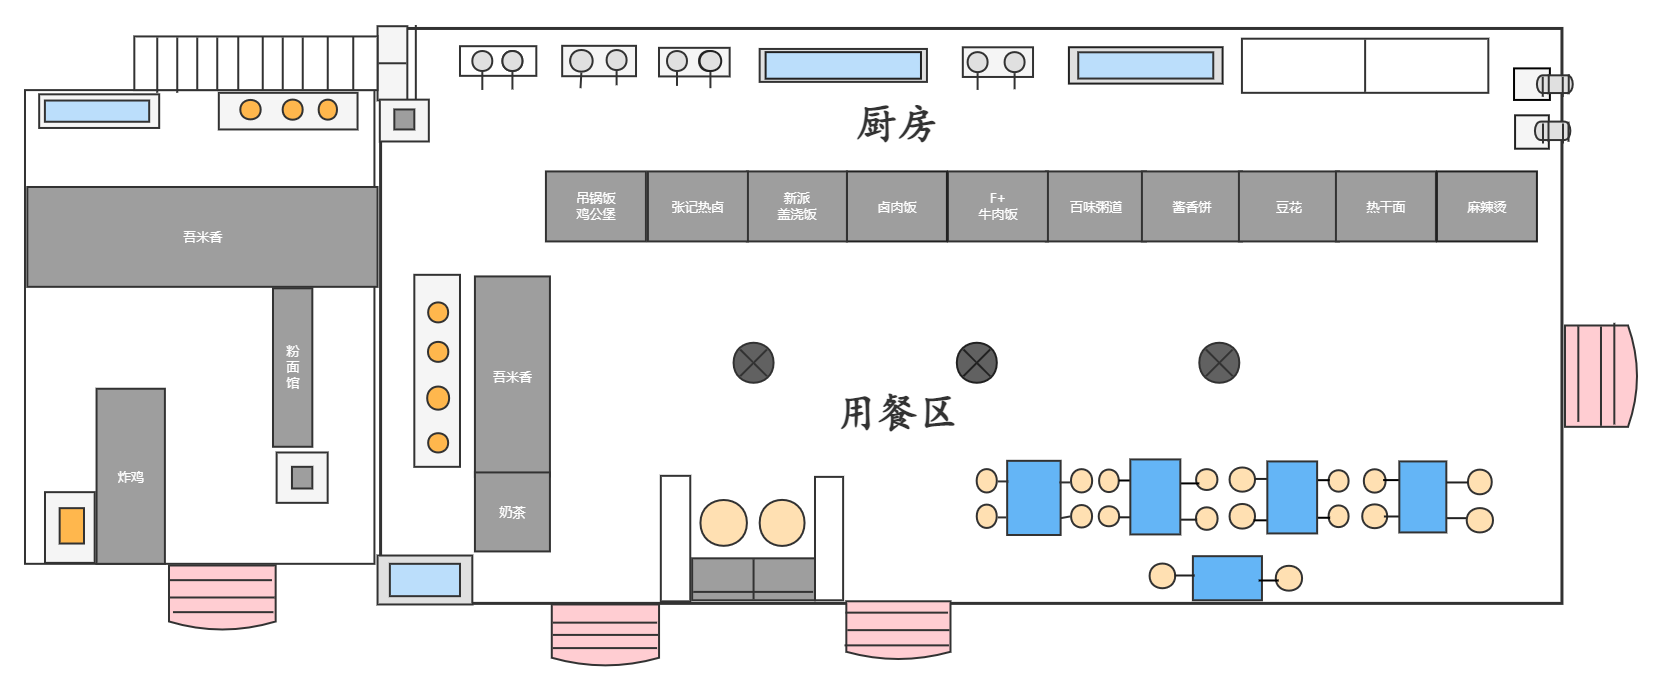 厨房
吊锅饭
鸡公堡
张记热卤
新派
盖浇饭
卤肉饭
F+
牛肉饭
百味粥道
酱香饼
豆花
热干面
麻辣烫
吾米香
粉
面
馆
炸鸡
吾米香
奶茶
用餐区